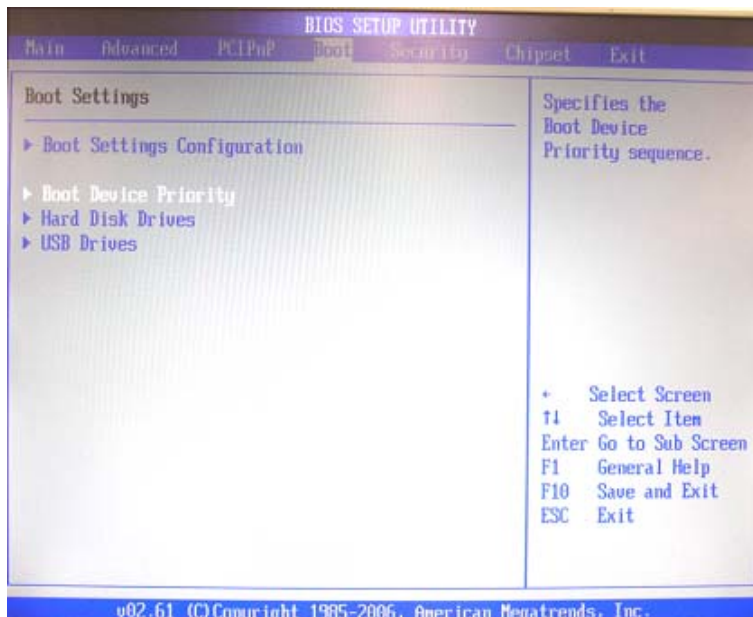 BIOS SETUP UTILITY
Main Advanced PCIPnP Boot Security Chipset Exit
Boot Settings
▶ Boot Settings Configuration
▶ Boot Device Priority
▶ Hard Disk Drives
▶ USB Drives
Specifies the
Boot Device
Priority sequence.
← Select Screen
↑↓ Select Item
Enter Go to Sub Screen
F1 General Help
F10 Save and Exit
ESC Exit
v02.61 (C)Copyright 1985-2006, American Megatrends, Inc.